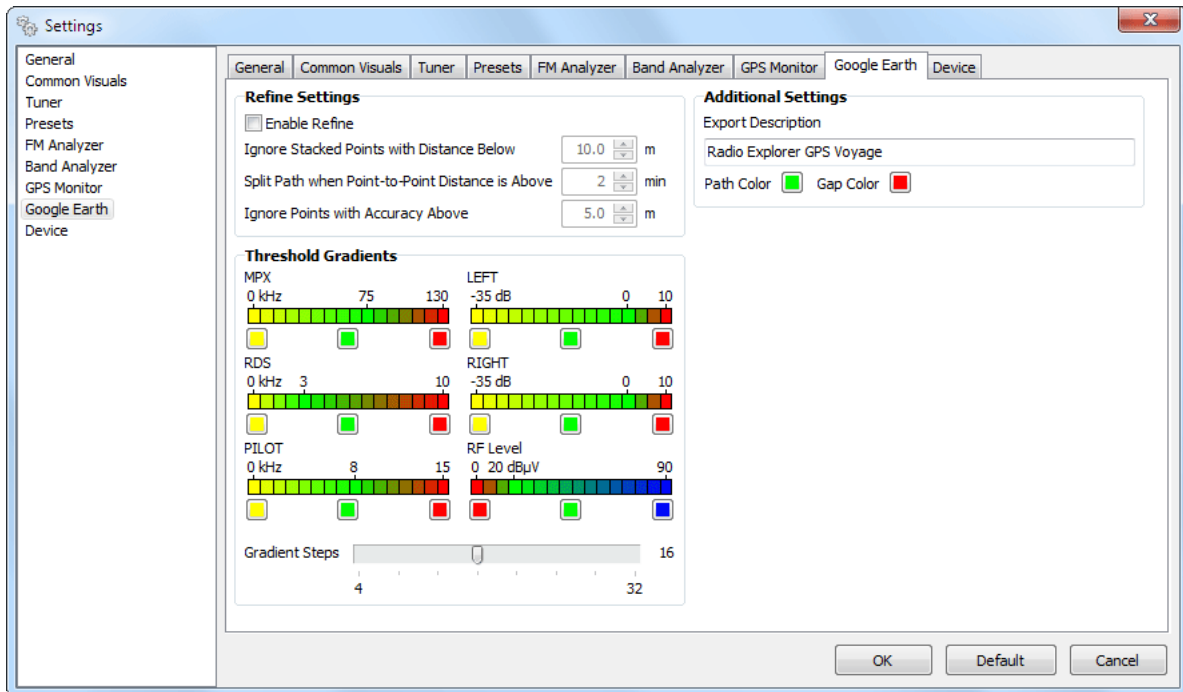 Settings
General
Common Visuals
Tuner
Presets
FM Analyzer
Band Analyzer
GPS Monitor
Google Earth
Device
General Common Visuals Tuner Presets FM Analyzer Band Analyzer GPS Monitor Google Earth Device
Refine Settings
Enable Refine
Ignore Stacked Points with Distance Below 10.0 m
Split Path when Point-to-Point Distance is Above 2 min
Ignore Points with Accuracy Above 5.0 m
Additional Settings
Export Description
Radio Explorer GPS Voyage
Path Color Gap Color
Threshold Gradients
MPX
0 kHz 75 130
LEFT
-35 dB 0 10
RDS
0 kHz 3 10
RIGHT
-35 dB 0 10
PILOT
0 kHz 8 15
RF Level
0 20 dBµV 90
Gradient Steps 16
4 32
OK Default Cancel